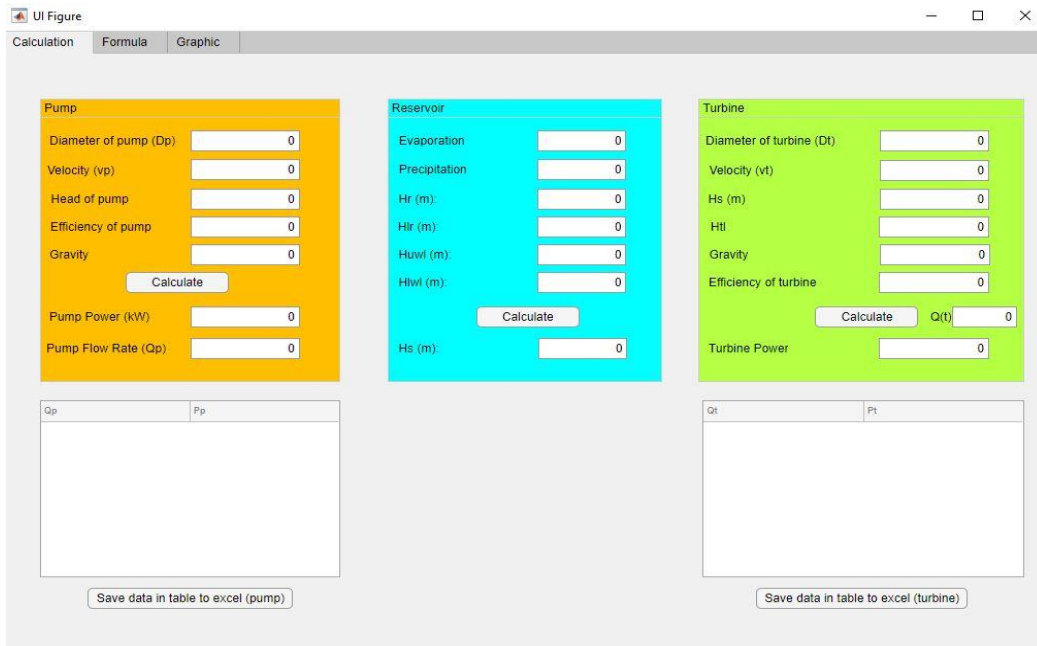 UI Figure
Calculation Formula Graphic
Pump
Diameter of pump (Dp) 0
Velocity (vp) 0
Head of pump 0
Efficiency of pump 0
Gravity 0
Calculate
Pump Power (kW) 0
Pump Flow Rate (Qp) 0
Reservoir
Evaporation 0
Precipitation 0
Hr (m): 0
Hlr (m): 0
Huwl (m): 0
Hlwl (m): 0
Calculate
Hs (m): 0
Turbine
Diameter of turbine (Dt) 0
Velocity (vt) 0
Hs (m) 0
Htl 0
Gravity 0
Efficiency of turbine 0
Calculate Q(t) 0
Turbine Power 0
Qp Pp
Save data in table to excel (pump)
Qt Pt
Save data in table to excel (turbine)